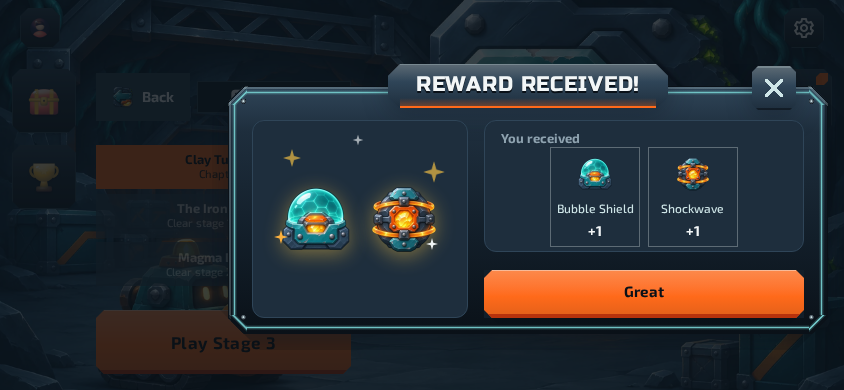 REWARD RECEIVED!
Back
You received
Clay Tu
Chapt
Bubble Shield
Shockwave
The Iron
Clear stage
+1
+1
Magma
Clear stage
Great
Play Stage 3